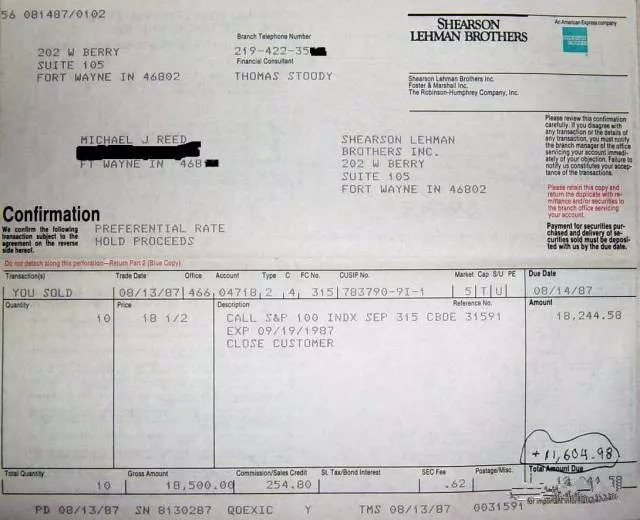 56 081487/0102
SHEARSON
LEHMAN BROTHERS
An American Express company
Branch Telephone Number
202 W BERRY
219-422-35
SUITE 105
Financial Consultant
FORT WAYNE IN 46802
THOMAS STOODY
Shearson Lehman Brothers Inc.
Foster & Marshall Inc.
The Robinson-Humphrey Company, Inc.
MICHAEL J REED
FT WAYNE IN 468
SHEARSON LEHMAN
BROTHERS INC.
202 W BERRY
SUITE 105
FORT WAYNE IN 46802
Please review this confirmation
carefully. If you disagree with
any transaction or the details of
any transaction, you must notify
the branch manager of the office
servicing your account immediately
of your objection. Failure to
notify us constitutes your acceptance
of the transactions.
Please retain this copy and
return the duplicate with remittance
and/or securities to
the branch office servicing
your account.
Payment for securities purchased
and delivery of securities
sold must be deposited
with us by the due date.
Confirmation
We confirm the following
transaction subject to the
agreement on the reverse
side hereof.
PREFERENTIAL RATE
HOLD PROCEEDS
Do not detach along this perforation—Return Part 2 (Blue Copy).
Transaction(s) Trade Date Office Account Type C FC No. CUSIP No. Market Cap S/U PE Due Date
YOU SOLD 08/13/87 466 04718 2 4 315 783790-9I-1 5 T U 08/14/87
Quantity Price Description Reference No. Amount
10 18 1/2 CALL S&P 100 INDX SEP 315 CBOE 31591 18,244.58
EXP 09/19/1987
CLOSE CUSTOMER
+11,604.98
Total Quantity Gross Amount Commission/Sales Credit St. Tax/Bond Interest SEC Fee Postage/Misc. Total Amount Due
10 18,500.00 254.80 .62
PD 08/13/87 SN 8130287 QOEXIC Y TMS 08/13/87 0031591